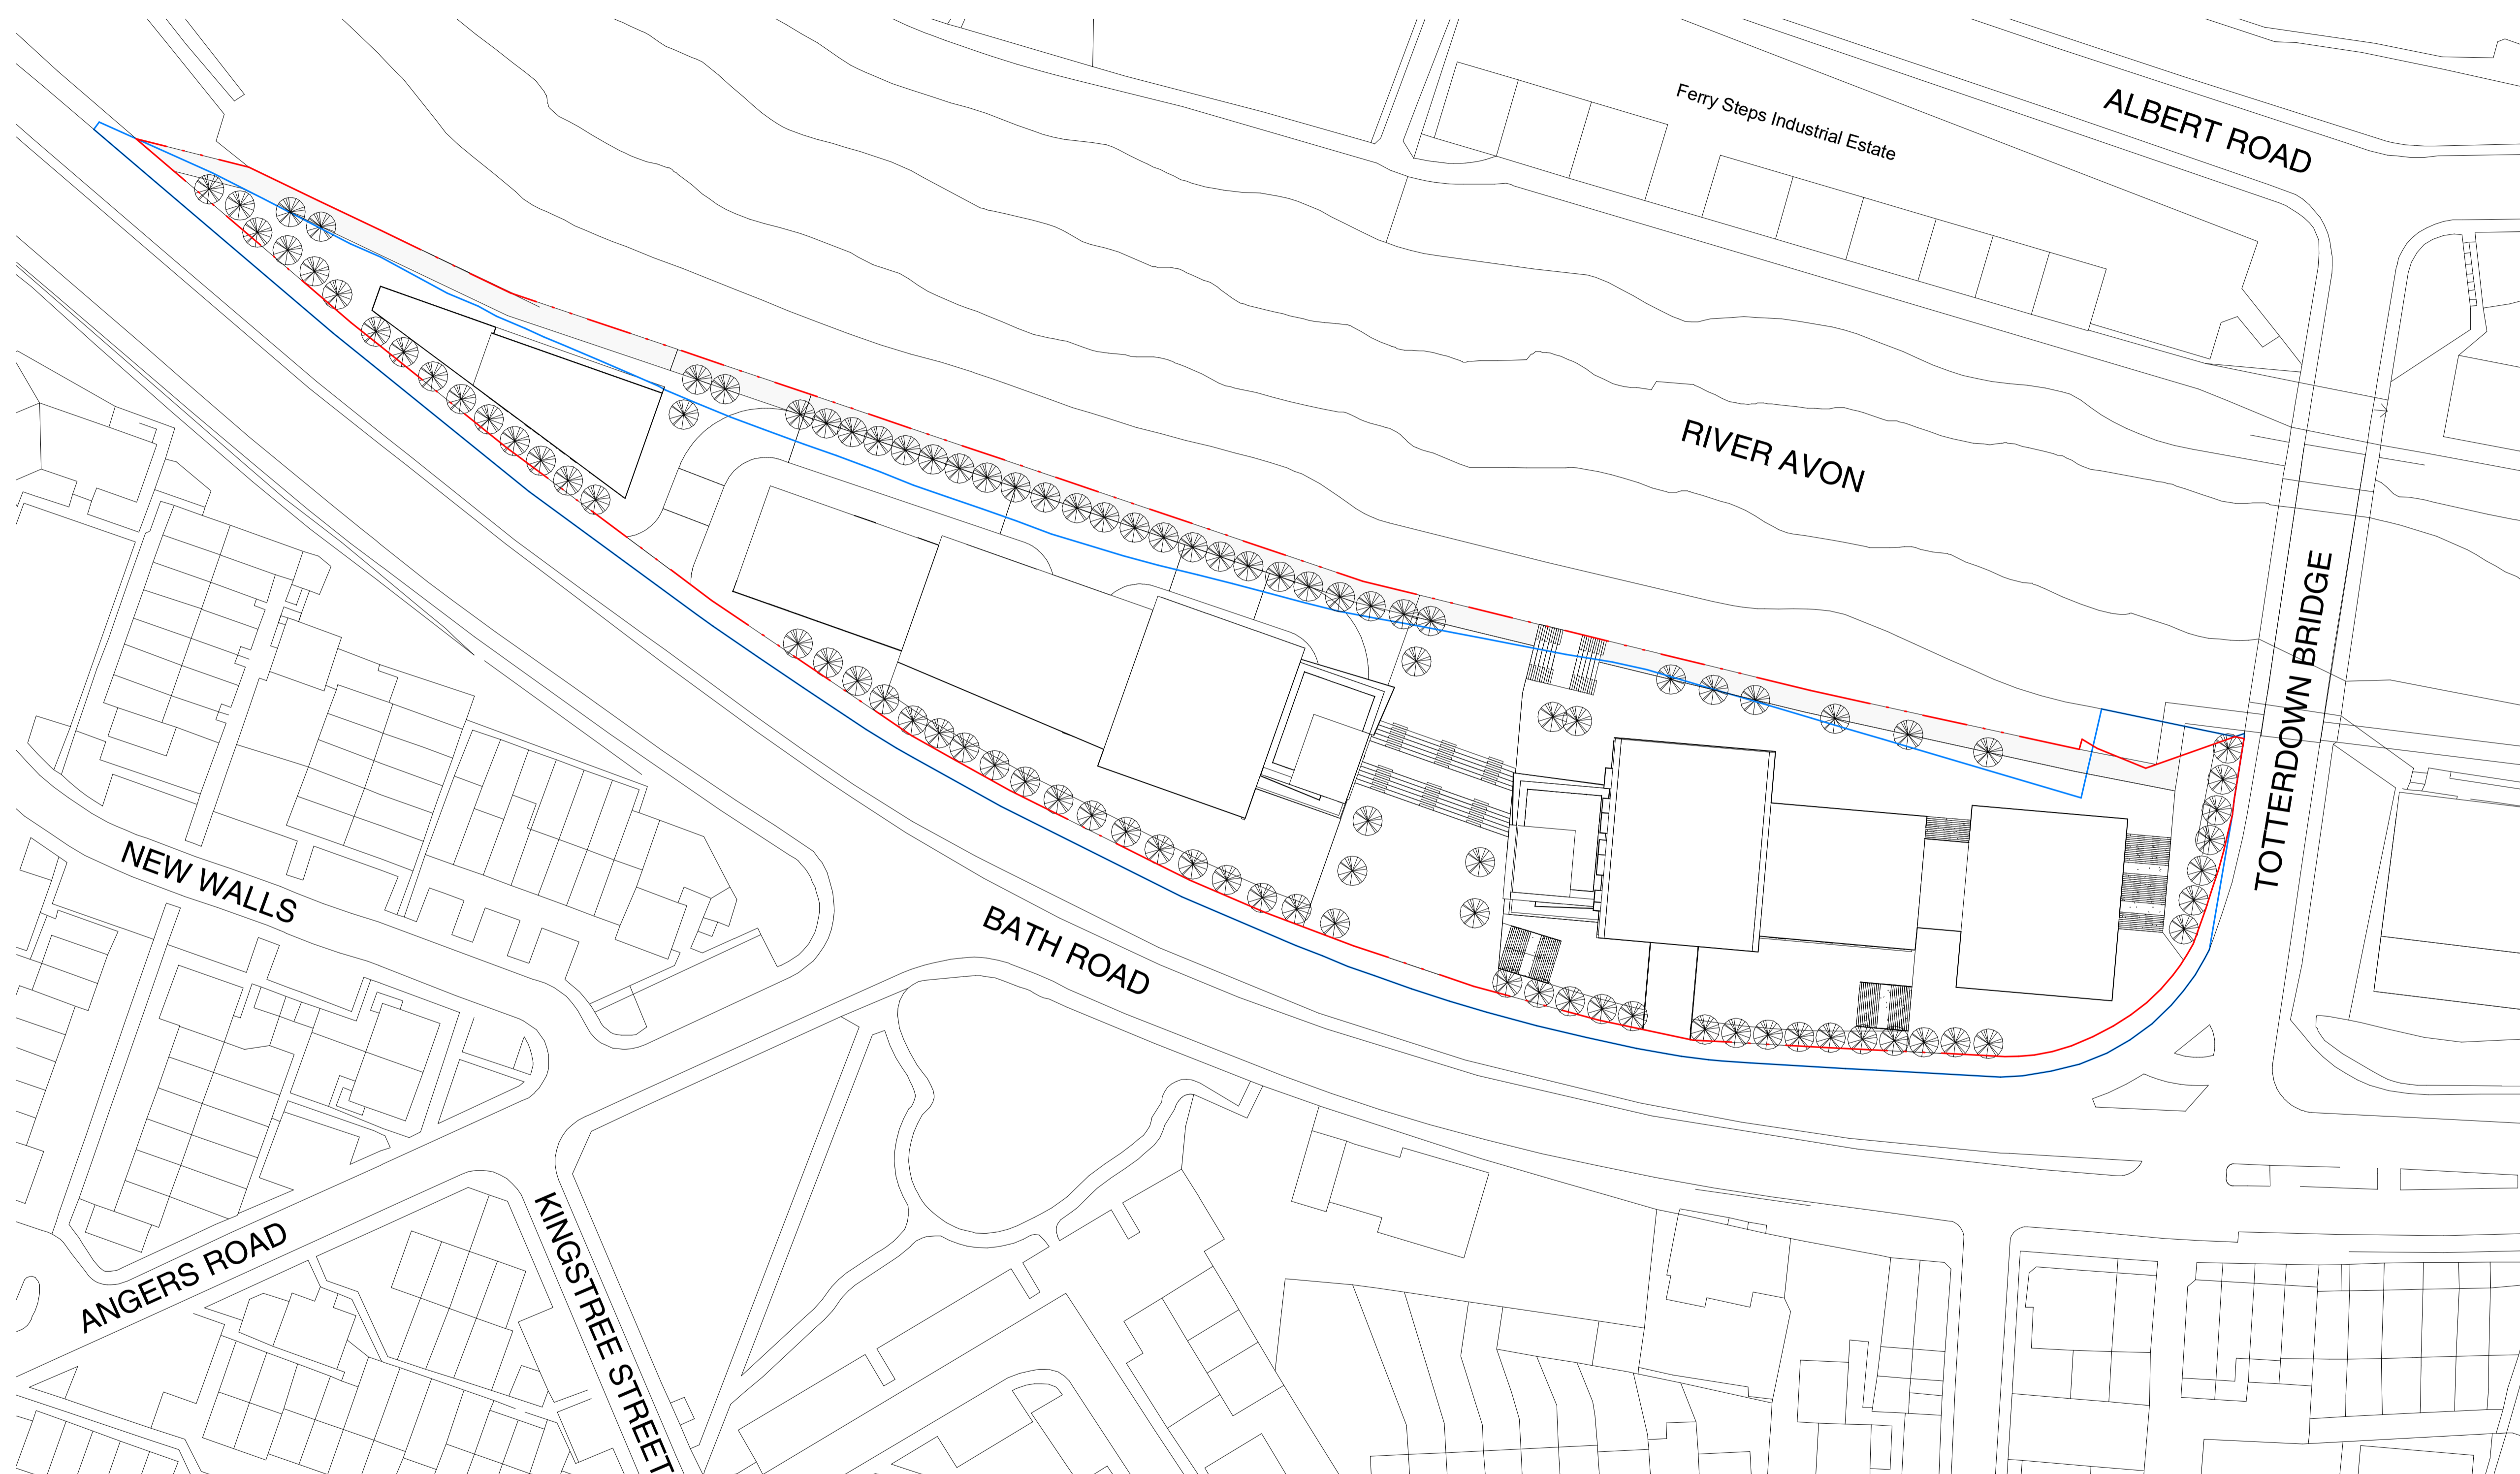 ALBERT ROAD
Ferry Steps Industrial Estate
RIVER AVON
TOTTERDOWN BRIDGE
NEW WALLS
BATH ROAD
ANGERS ROAD
KINGSTREE STREET